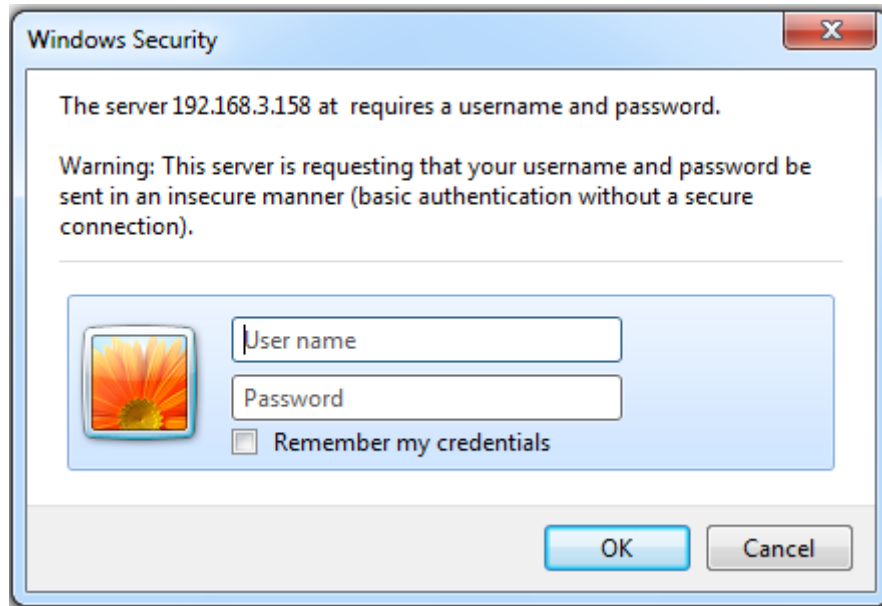 Windows Security
The server 192.168.3.158 at  requires a username and password.
Warning: This server is requesting that your username and password be
sent in an insecure manner (basic authentication without a secure
connection).
User name
Password
Remember my credentials
OK
Cancel